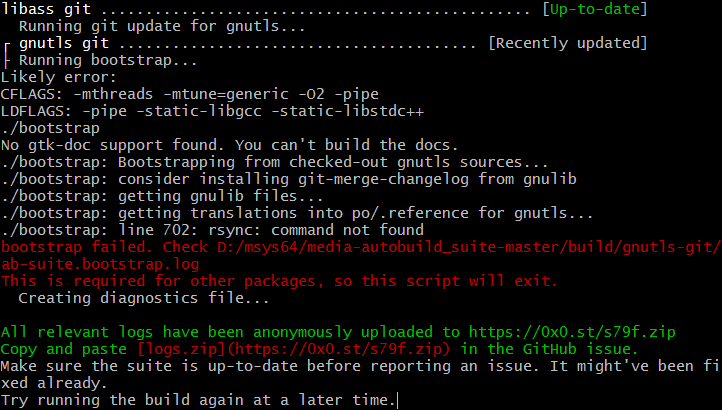 libass git ................................................ [Up-to-date]
Running git update for gnutls...
┌ gnutls git ........................................ [Recently updated]
├ Running bootstrap...
Likely error:
CFLAGS: -mthreads -mtune=generic -O2 -pipe
LDFLAGS: -pipe -static-libgcc -static-libstdc++
./bootstrap
No gtk-doc support found. You can't build the docs.
./bootstrap: Bootstrapping from checked-out gnutls sources...
./bootstrap: consider installing git-merge-changelog from gnulib
./bootstrap: getting gnulib files...
./bootstrap: getting translations into po/.reference for gnutls...
./bootstrap: line 702: rsync: command not found
bootstrap failed. Check D:/msys64/media-autobuild_suite-master/build/gnutls-git/
ab-suite.bootstrap.log
This is required for other packages, so this script will exit.
Creating diagnostics file...
All relevant logs have been anonymously uploaded to https://0x0.st/s79f.zip
Copy and paste [logs.zip](https://0x0.st/s79f.zip) in the GitHub issue.
Make sure the suite is up-to-date before reporting an issue. It might've been fi
xed already.
Try running the build again at a later time.